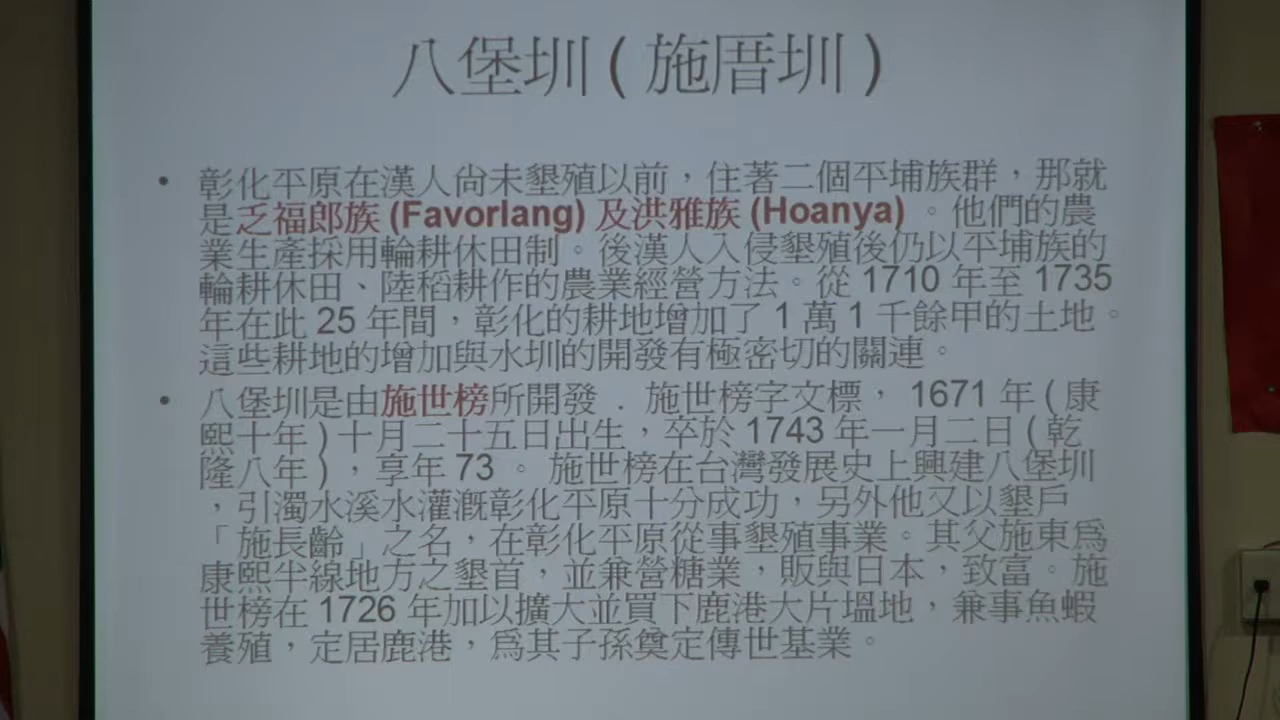 八堡圳(施厝圳)
• 彰化平原在漢人尚未墾殖以前，住著二個平埔族群，那就
是乏福郎族 (Favorlang) 及洪雅族 (Hoanya) 。他們的農
業生產採用輪耕休田制。後漢人入侵墾殖後仍以平埔族的
輪耕休田、陸稻耕作的農業經營方法。從 1710 年至 1735
年在此 25 年間，彰化的耕地增加了 1 萬 1 千餘甲的土地。
這些耕地的增加與水圳的開發有極密切的關連。
• 八堡圳是由施世榜所開發 . 施世榜字文標， 1671 年 ( 康
熙十年 ) 十月二十五日出生，卒於 1743 年一月二日 ( 乾
隆八年 ) ，享年 73 。 施世榜在台灣發展史上興建八堡圳
，引濁水溪水灌漑彰化平原十分成功，另外他又以墾戶
「施長齡」之名，在彰化平原從事墾殖事業。其父施東爲
康熙半線地方之墾首，並兼營糖業，販與日本，致富。施
世榜在 1726 年加以擴大並買下鹿港大片塭地，兼事魚蝦
養殖，定居鹿港，爲其子孫奠定傳世基業。